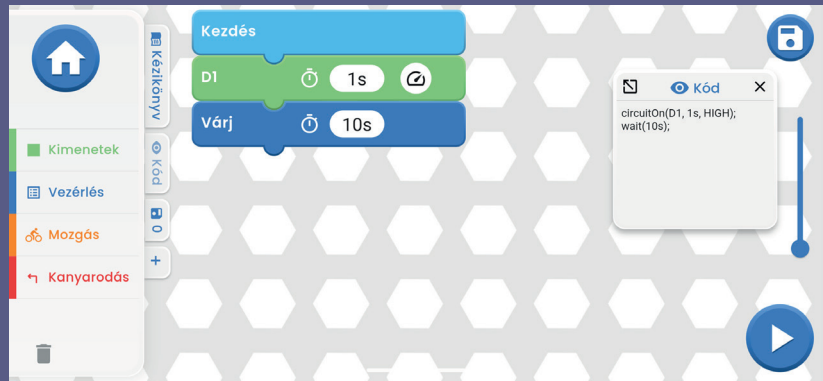 Kezdés
D1 1s
Várj 10s
Kézikönyv
Kód
0
+
Kimenetek
Vezérlés
Mozgás
Kanyarodás
Kód
circuitOn(D1, 1s, HIGH);
wait(10s);